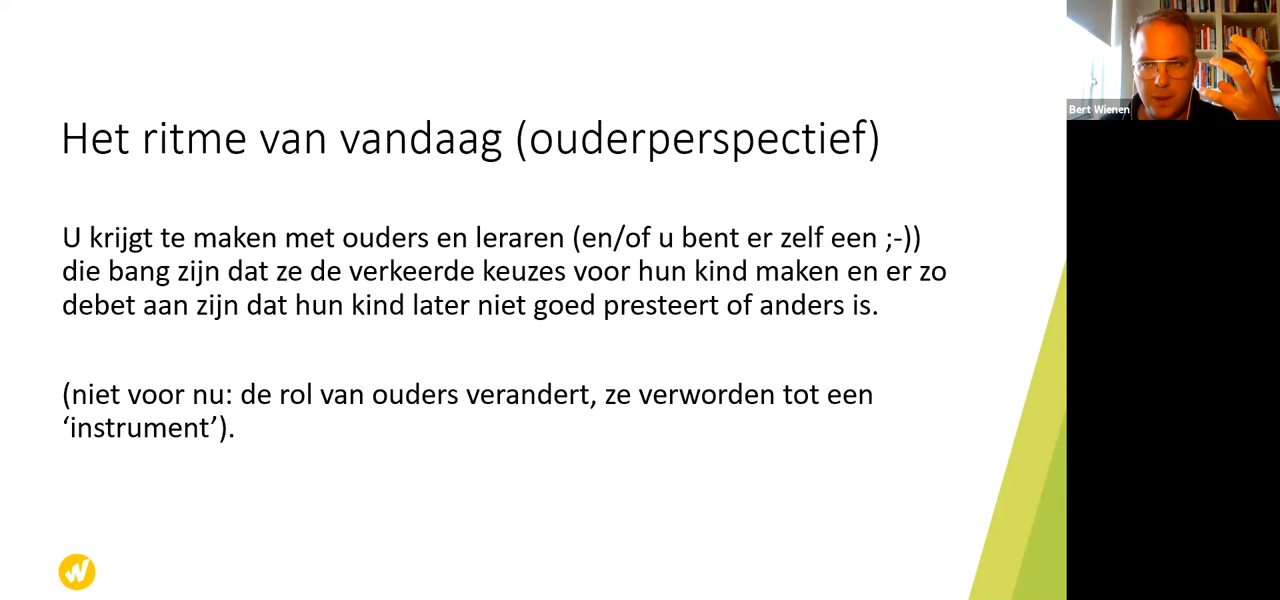 Bert Wienen
Het ritme van vandaag (ouderperspectief)
U krijgt te maken met ouders en leraren (en/of u bent er zelf een ;-))
die bang zijn dat ze de verkeerde keuzes voor hun kind maken en er zo
debet aan zijn dat hun kind later niet goed presteert of anders is.
(niet voor nu: de rol van ouders verandert, ze verworden tot een
‘instrument’).
W